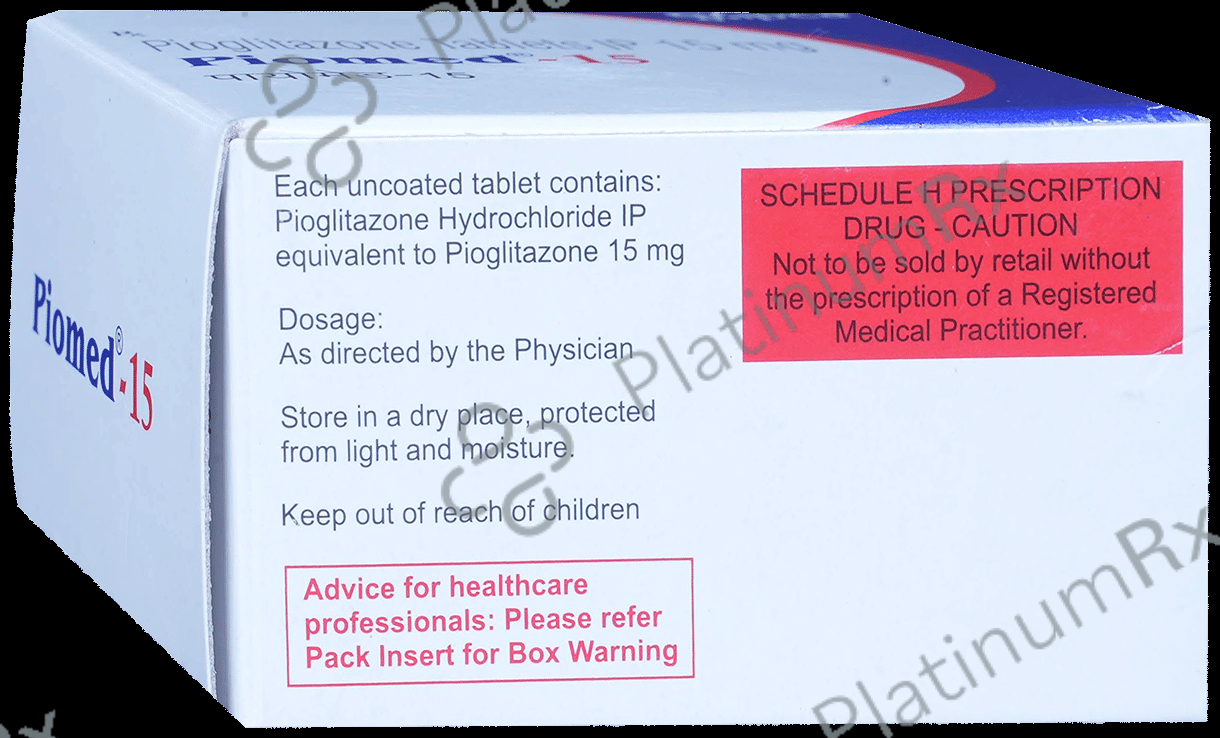 Rx
Pioglitazone Tablets IP 15 mg
Piomed®-15
Piomed®-15
Each uncoated tablet contains:
Pioglitazone Hydrochloride IP
equivalent to Pioglitazone 15 mg
Dosage:
As directed by the Physician
Store in a dry place, protected
from light and moisture.
Keep out of reach of children
Advice for healthcare
professionals: Please refer
Pack Insert for Box Warning
SCHEDULE H PRESCRIPTION
DRUG - CAUTION
Not to be sold by retail without
the prescription of a Registered
Medical Practitioner.
PlatinumRx
PlatinumRx
PlatinumRx
Rx